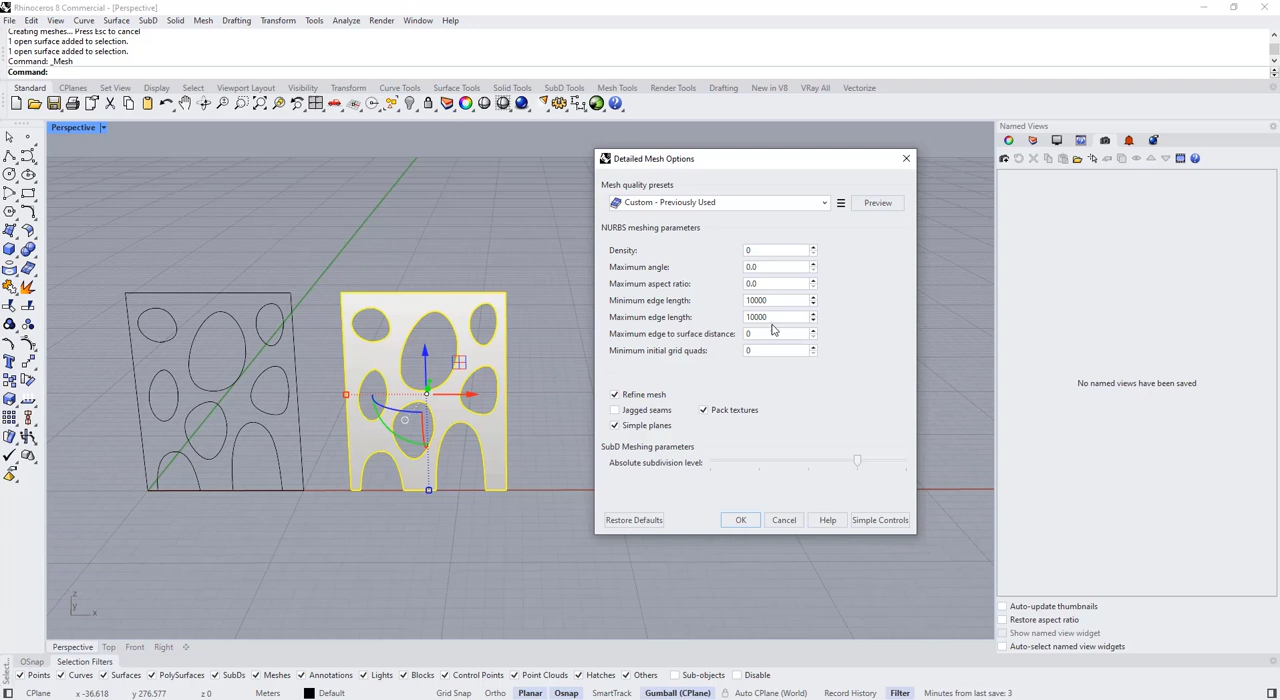 Rhinoceros 8 Commercial - [Perspective]
File Edit View Curve Surface SubD Solid Mesh Drafting Transform Tools Analyze Render Window Help
Creating meshes... Press Esc to cancel
1 open surface added to selection.
1 open surface added to selection.
Command: _Mesh
Command:
Standard CPlanes Set View Display Select Viewport Layout Visibility Transform Curve Tools Surface Tools Solid Tools SubD Tools Mesh Tools Render Tools Drafting New in V8 VRay All Vectorize
Perspective
Named Views
Detailed Mesh Options
Mesh quality presets
Custom - Previously Used
Preview
NURBS meshing parameters
Density: 0
Maximum angle: 0.0
Maximum aspect ratio: 0.0
Minimum edge length: 10000
Maximum edge length: 10000
Maximum edge to surface distance: 0
Minimum initial grid quads: 0
Refine mesh
Jagged seams Pack textures
Simple planes
SubD Meshing parameters
Absolute subdivision level:
Restore Defaults OK Cancel Help Simple Controls
No named views have been saved
z
y
x
Auto-update thumbnails
Restore aspect ratio
Show named view widget
Auto-select named view widgets
Perspective Top Front Right
OSnap Selection Filters
Select...
Points Curves Surfaces PolySurfaces SubDs Meshes Annotations Lights Blocks Control Points Point Clouds Hatches Others Sub-objects Disable
CPlane x -36.618 y 276.577 z 0 Meters Default Grid Snap Ortho Planar Osnap SmartTrack Gumball (CPlane) Auto CPlane (World) Record History Filter Minutes from last save: 3